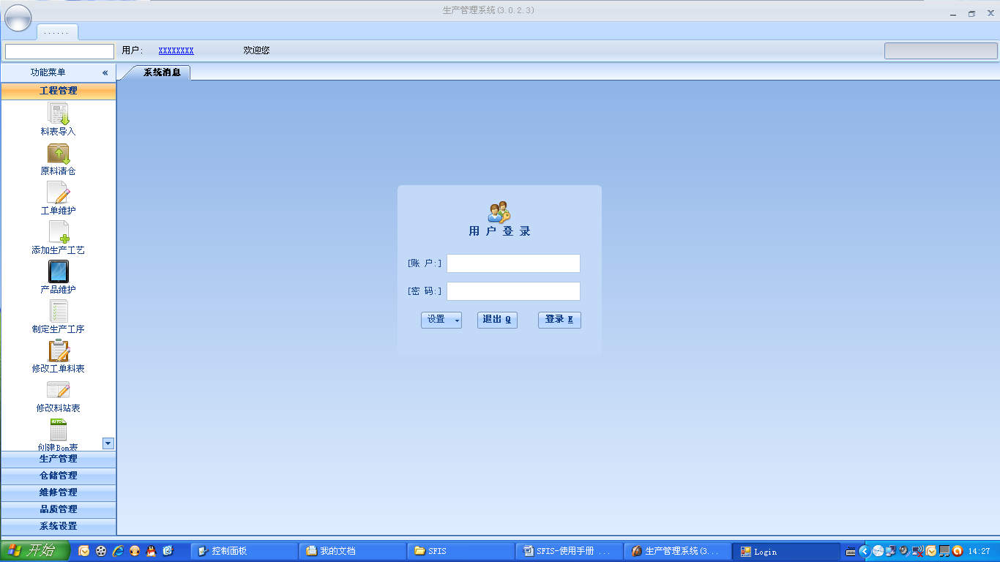 生产管理系统(3.0.2.3)
......
用户: XXXXXXXX 欢迎您
功能菜单 «
系统消息
工程管理
料表导入
原料清仓
工单维护
添加生产工艺
产品维护
制定生产工序
修改工单料表
修改料站表
AUTO
创建Bom表
生产管理
仓储管理
维修管理
品质管理
系统设置
用 户 登 录
[账 户:]
[密 码:]
设置 退出 Q 登录 E
开始 控制面板 我的文档 SFIS SFIS-使用手册 ... 生产管理系统(3... Login 14:27